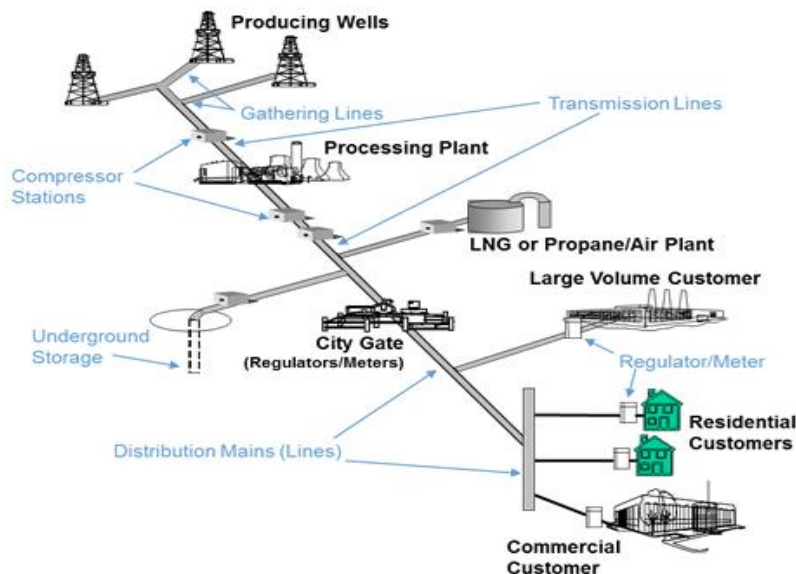 Producing Wells
Gathering Lines
Transmission Lines
Processing Plant
Compressor
Stations
LNG or Propane/Air Plant
Large Volume Customer
Underground
Storage
City Gate
(Regulators/Meters)
Regulator/Meter
Residential
Customers
Distribution Mains (Lines)
Commercial
Customer